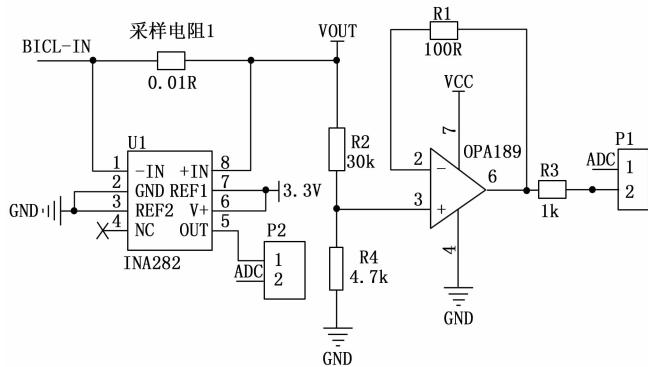 BICL-IN
采样电阻1
0.01R
VOUT
R1
100R
VCC
7
R2
30k
U1
1 -IN +IN 8
2 GND REF1 7
3 REF2 V+ 6
4 NC OUT 5
INA282
GND
3.3V
P2
1
ADC 2
R4
4.7k
GND
2 -
3 +
OPA189
6
4
GND
R3
1k
P1
ADC 1
2